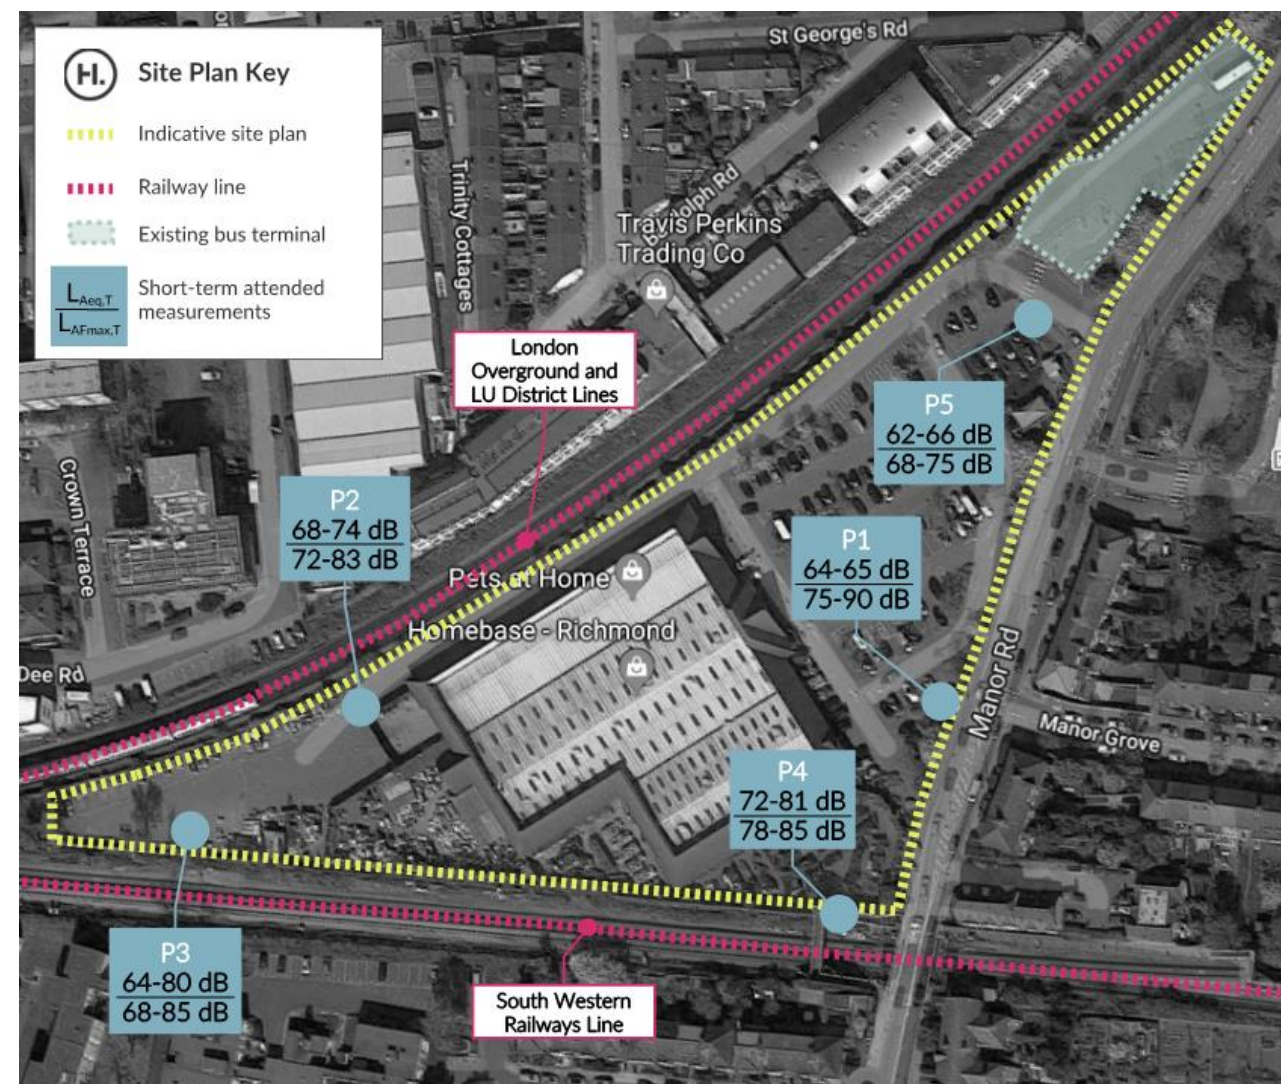 H.
Site Plan Key
Indicative site plan
Railway line
Existing bus terminal
LAeq,T
LAFmax,T
Short-term attended
measurements
St George's Rd
Trinity Cottages
Travis Perkins
Trading Co
London
Overground and
LU District Lines
P5
62-66 dB
68-75 dB
Crown Terrace
P2
68-74 dB
72-83 dB
P1
64-65 dB
75-90 dB
Pets at Home
Homebase - Richmond
Dee Rd
Manor Rd
Manor Grove
P4
72-81 dB
78-85 dB
P3
64-80 dB
68-85 dB
South Western
Railways Line